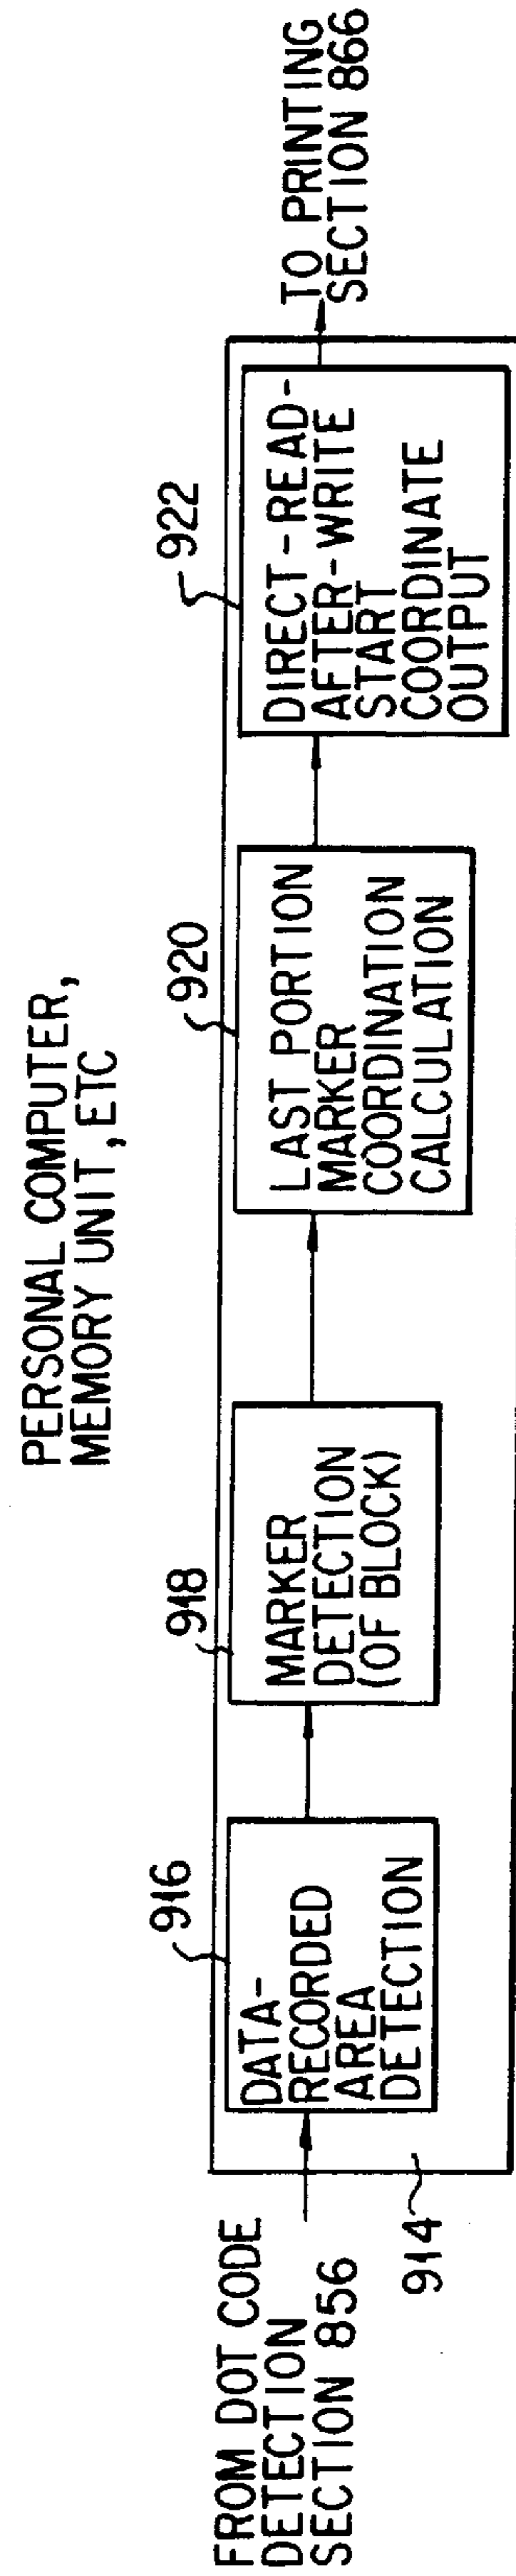 PERSONAL COMPUTER,
MEMORY UNIT, ETC
FROM DOT CODE
DETECTION
SECTION 856
914
916
DATA-
RECORDED
AREA
DETECTION
918
MARKER
DETECTION
(OF BLOCK)
920
LAST PORTION
MARKER
COORDINATION
CALCULATION
922
DIRECT-READ-
AFTER-WRITE
START
COORDINATE
OUTPUT
TO PRINTING
SECTION 866